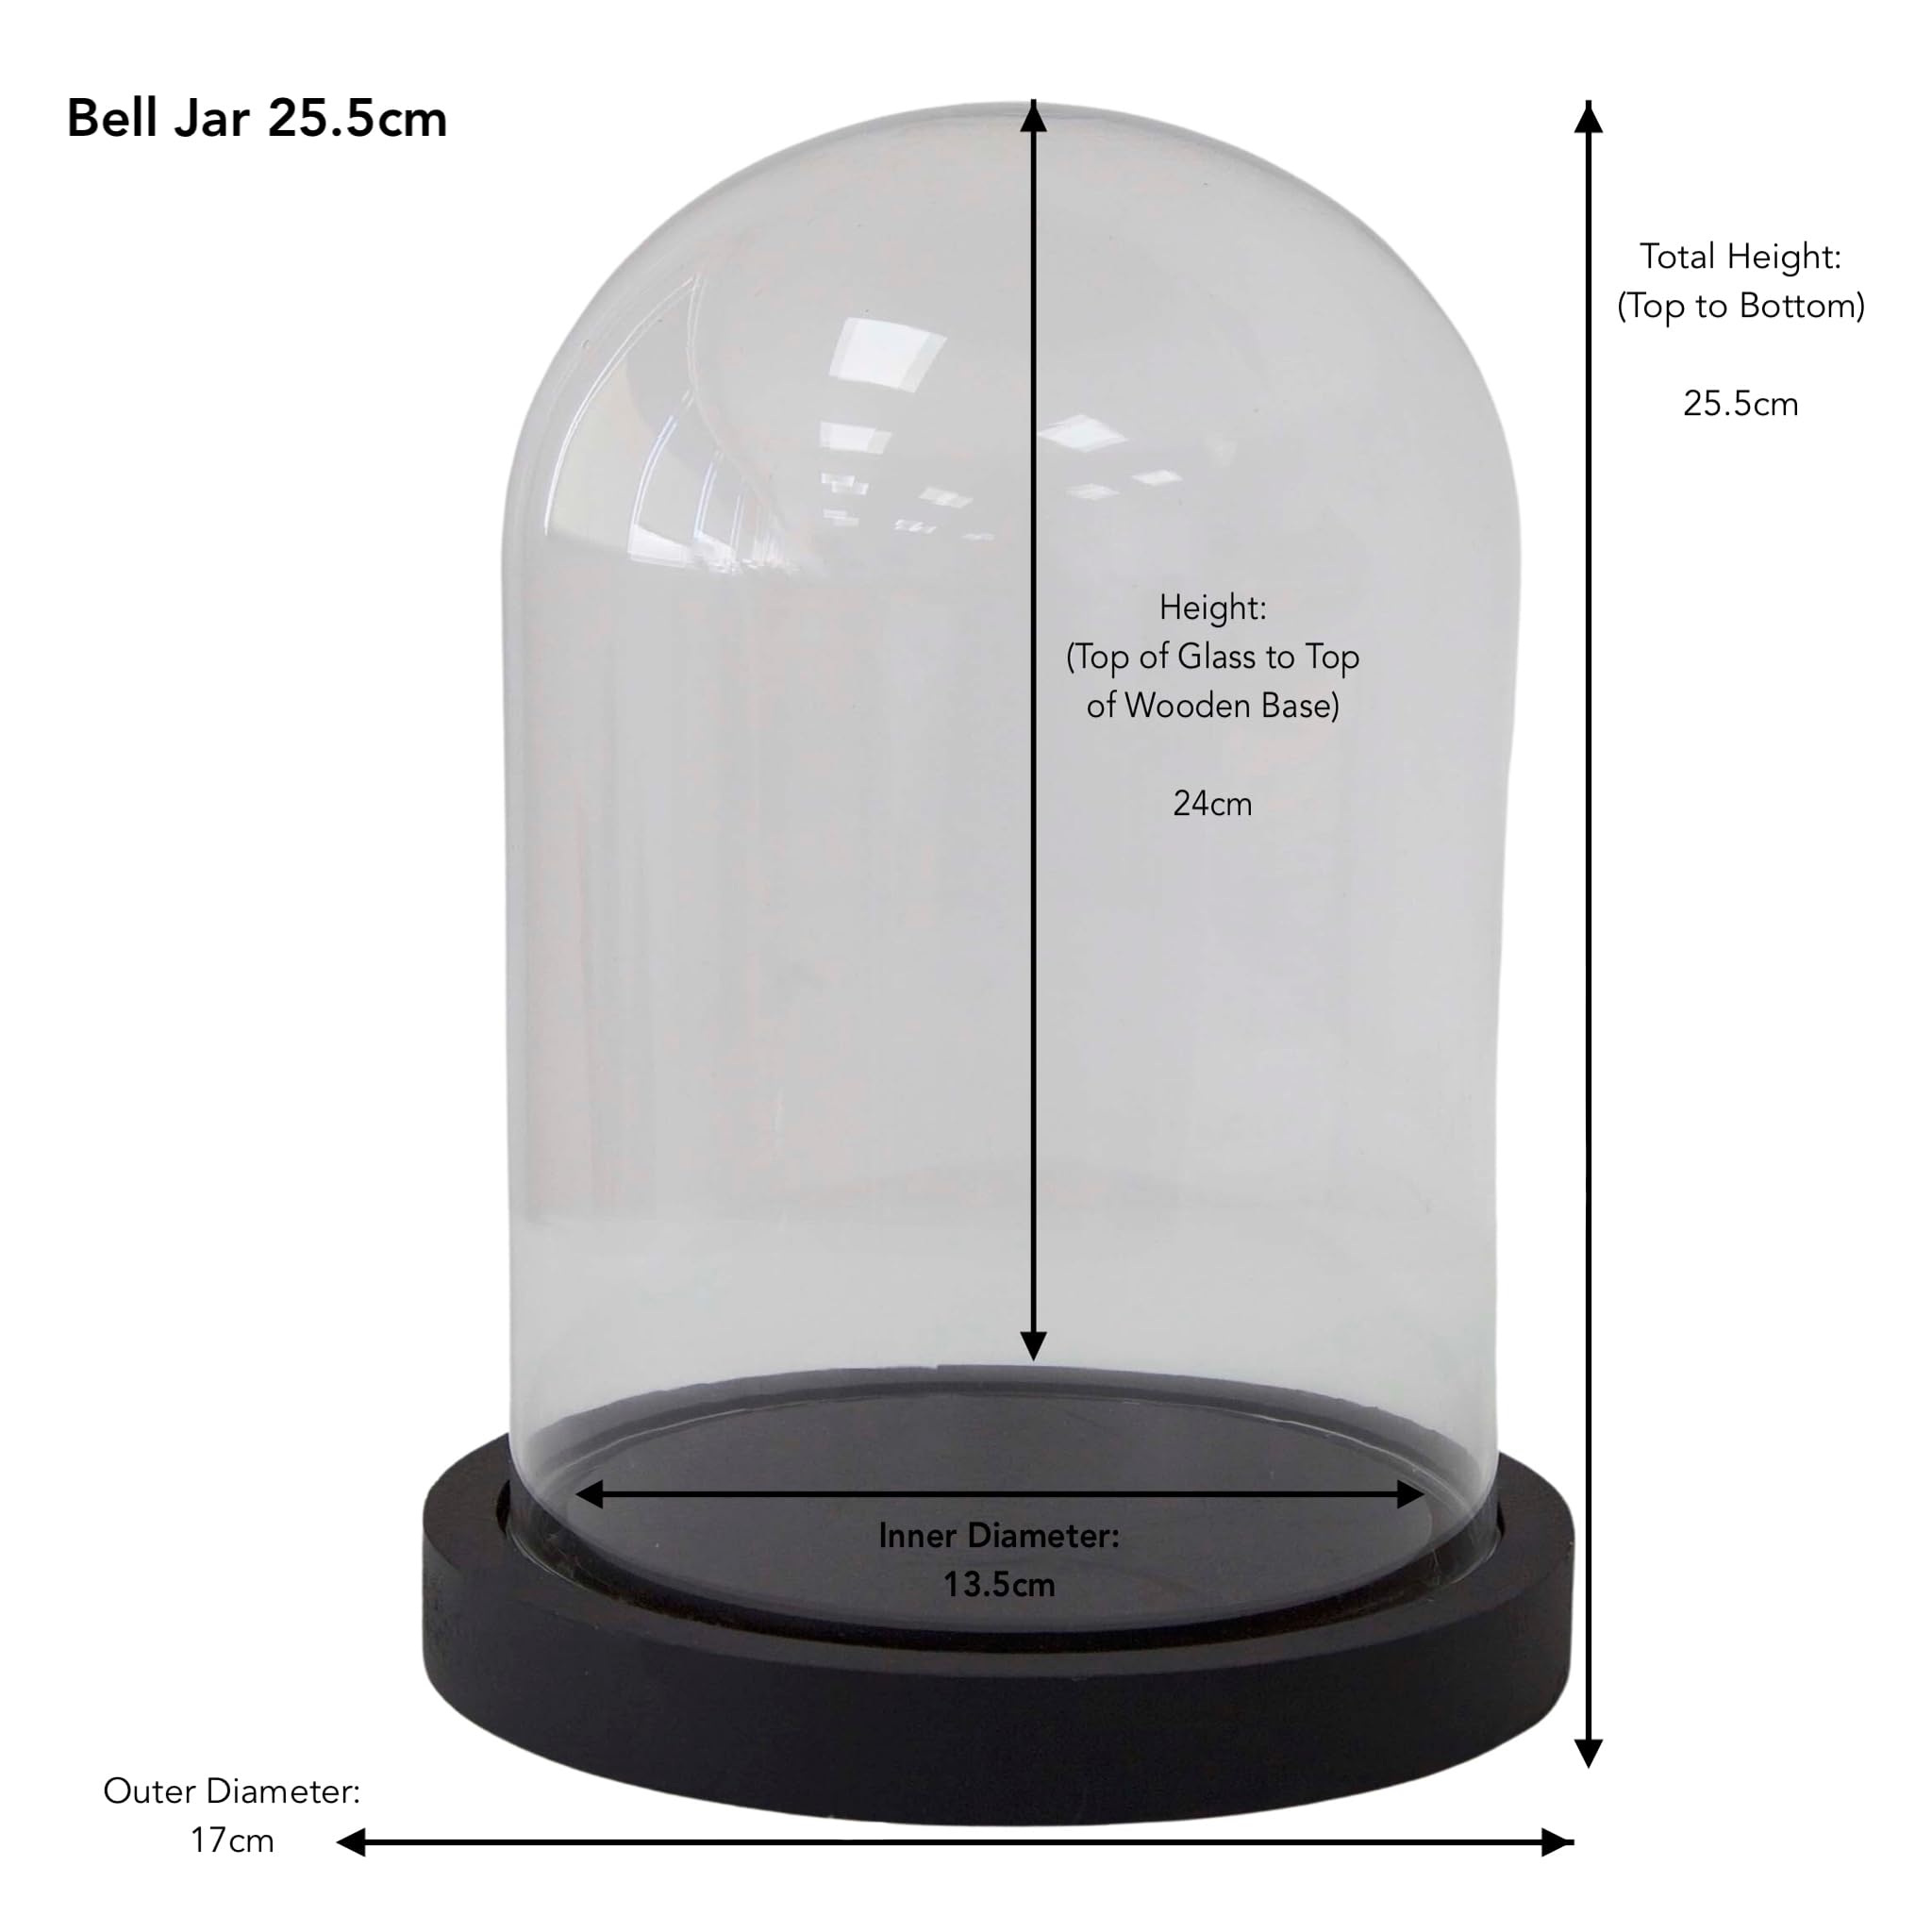 Bell Jar 25.5cm
Total Height:
(Top to Bottom)
25.5cm
Height:
(Top of Glass to Top
of Wooden Base)
24cm
Inner Diameter:
13.5cm
Outer Diameter:
17cm